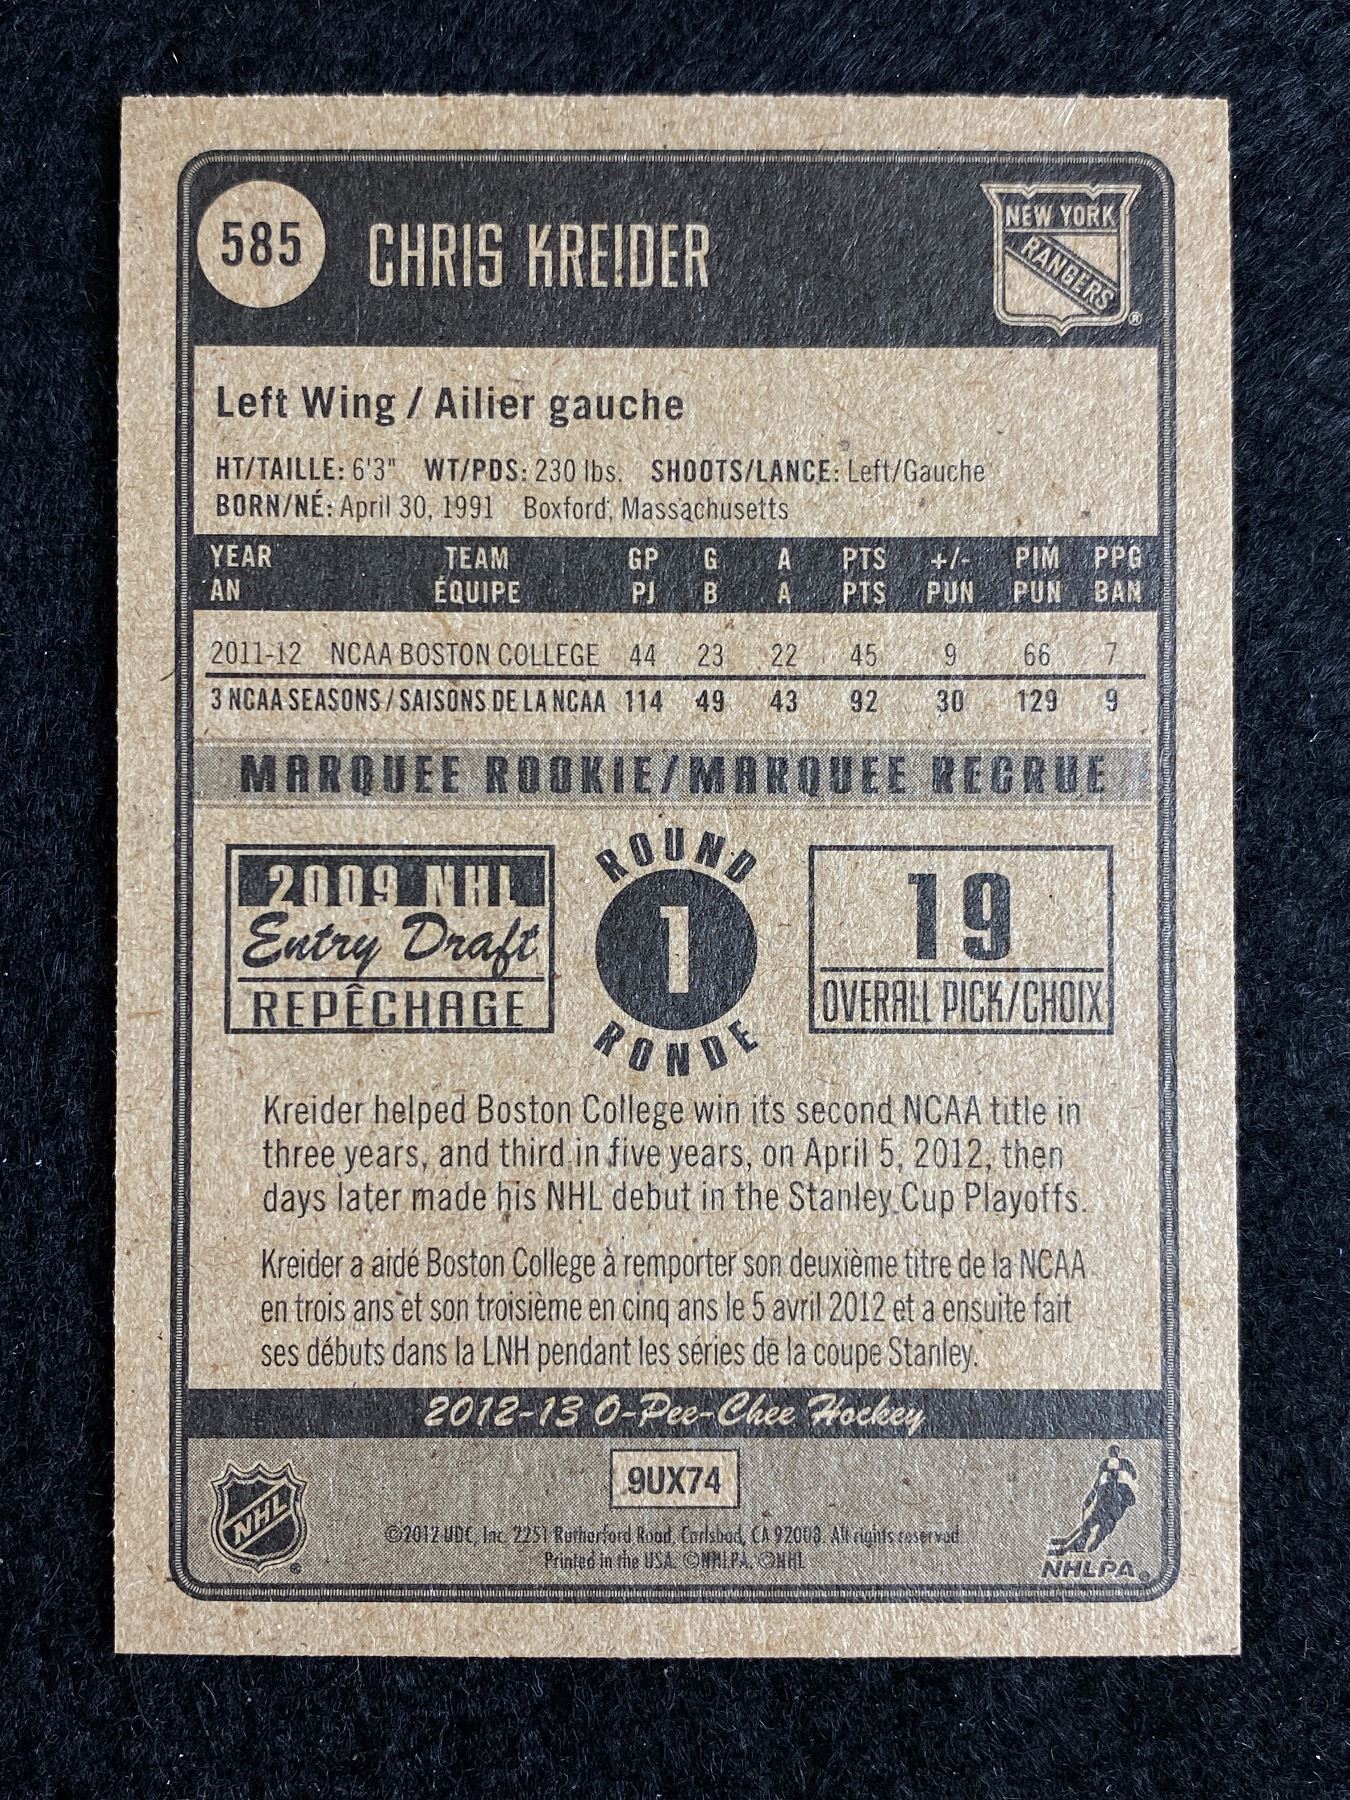 585 CHRIS KREIDER
NEW YORK
RANGERS
®
Left Wing / Ailier gauche
HT/TAILLE: 6'3" WT/PDS: 230 lbs. SHOOTS/LANCE: Left/Gauche
BORN/NÉ: April 30, 1991 Boxford, Massachusetts
YEAR TEAM GP G A PTS +/- PIM PPG
AN ÉQUIPE PJ B A PTS PUN PUN BAN
2011-12 NCAA BOSTON COLLEGE 44 23 22 45 9 66 7
3 NCAA SEASONS / SAISONS DE LA NCAA 114 49 43 92 30 129 9
MARQUEE ROOKIE/MARQUEE RECRUE
2009 NHL
Entry Draft
REPÊCHAGE
ROUND
1
RONDE
19
OVERALL PICK/CHOIX
Kreider helped Boston College win its second NCAA title in
three years, and third in five years, on April 5, 2012, then
days later made his NHL debut in the Stanley Cup Playoffs.
Kreider a aidé Boston College à remporter son deuxième titre de la NCAA
en trois ans et son troisième en cinq ans le 5 avril 2012 et a ensuite fait
ses débuts dans la LNH pendant les séries de la coupe Stanley.
2012-13 O-Pee-Chee Hockey
NHL
9UX74
©2012 UDC, Inc. 2251 Rutherford Road, Carlsbad, CA 92008. All rights reserved
Printed in the USA. ©NHLPA. ©NHL
NHLPA®